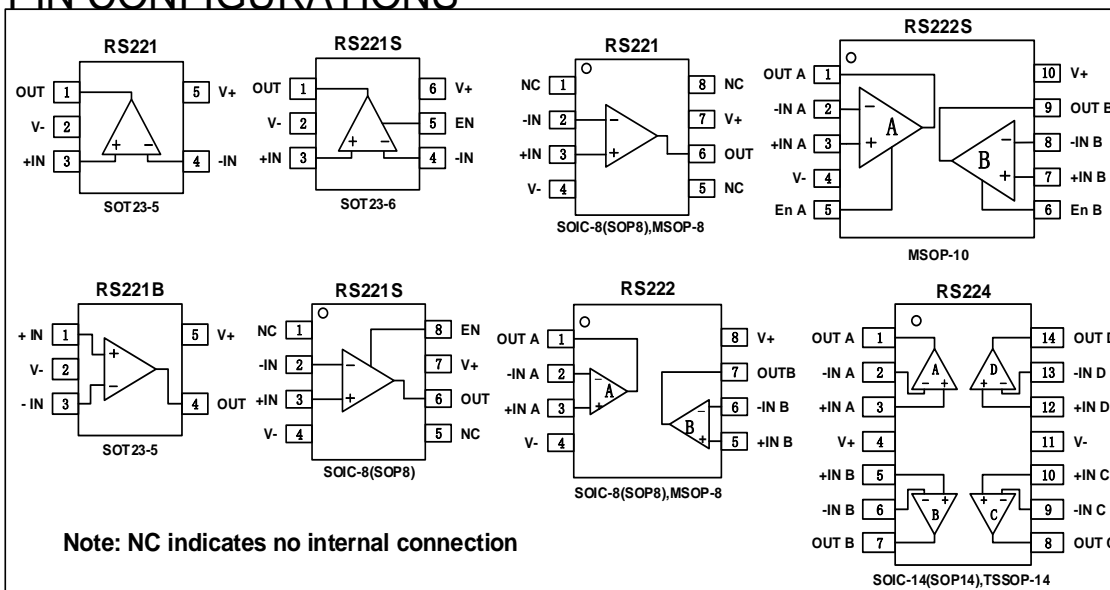 PIN CONFIGURATIONS
RS221
OUT 1
5 V+
V- 2
+IN 3
4 -IN
+ -
SOT23-5
RS221S
OUT 1
6 V+
V- 2
5 EN
+IN 3
4 -IN
+ -
SOT23-6
RS221
NC 1
8 NC
-IN 2
7 V+
+IN 3
6 OUT
V- 4
5 NC
- +
SOIC-8(SOP8),MSOP-8
RS222S
OUT A 1
10 V+
-IN A 2
9 OUT B
+IN A 3
8 -IN B
V- 4
7 +IN B
En A 5
6 En B
- + A
B - +
MSOP-10
RS221B
+ IN 1
5 V+
V- 2
- IN 3
4 OUT
+ -
SOT23-5
RS221S
NC 1
8 EN
-IN 2
7 V+
+IN 3
6 OUT
V- 4
5 NC
- +
SOIC-8(SOP8)
RS222
OUT A 1
8 V+
-IN A 2
7 OUTB
+IN A 3
6 -IN B
V- 4
5 +IN B
- + A
B - +
SOIC-8(SOP8),MSOP-8
RS224
OUT A 1
14 OUT D
-IN A 2
13 -IN D
+IN A 3
12 +IN D
V+ 4
11 V-
+IN B 5
10 +IN C
-IN B 6
9 -IN C
OUT B 7
8 OUT C
A - +
D + -
- + B
+ - C
SOIC-14(SOP14),TSSOP-14
Note: NC indicates no internal connection